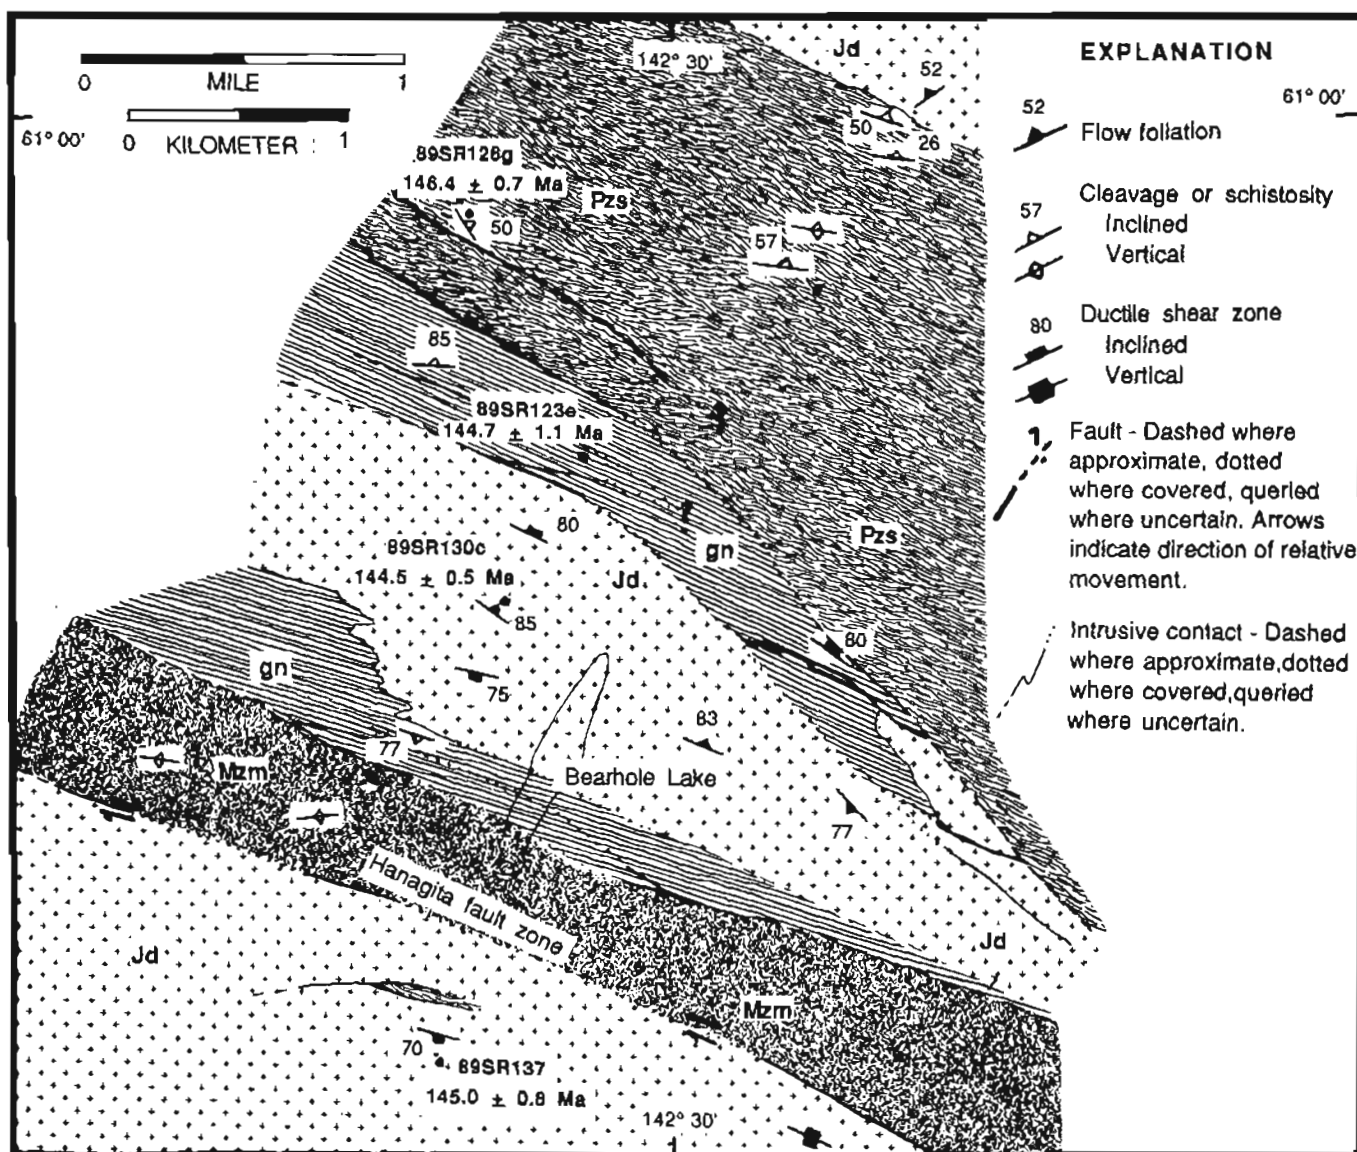 0 1
MILE
0 1
KILOMETER :
61° 00'
142° 30'
Jd
52
50
26
EXPLANATION
61° 00'
52
Flow foliation
Cleavage or schistosity
57
Inclined
Vertical
Ductile shear zone
80
Inclined
Vertical
Fault - Dashed where
approximate, dotted
where covered, queried
where uncertain. Arrows
indicate direction of relative
movement.
Intrusive contact - Dashed
where approximate,dotted
where covered,queried
where uncertain.
89SR126g
146.4 ± 0.7 Ma
Pzs
50
57
85
89SR123e
144.7 ± 1.1 Ma
80
gn
Pzs
89SR130c
144.5 ± 0.5 Ma
Jd
85
80
gn
75
83
77
Bearhole Lake
Mzm
77
Hanagita fault zone
Jd
Jd
Mzm
70
89SR137
145.0 ± 0.8 Ma
142° 30'